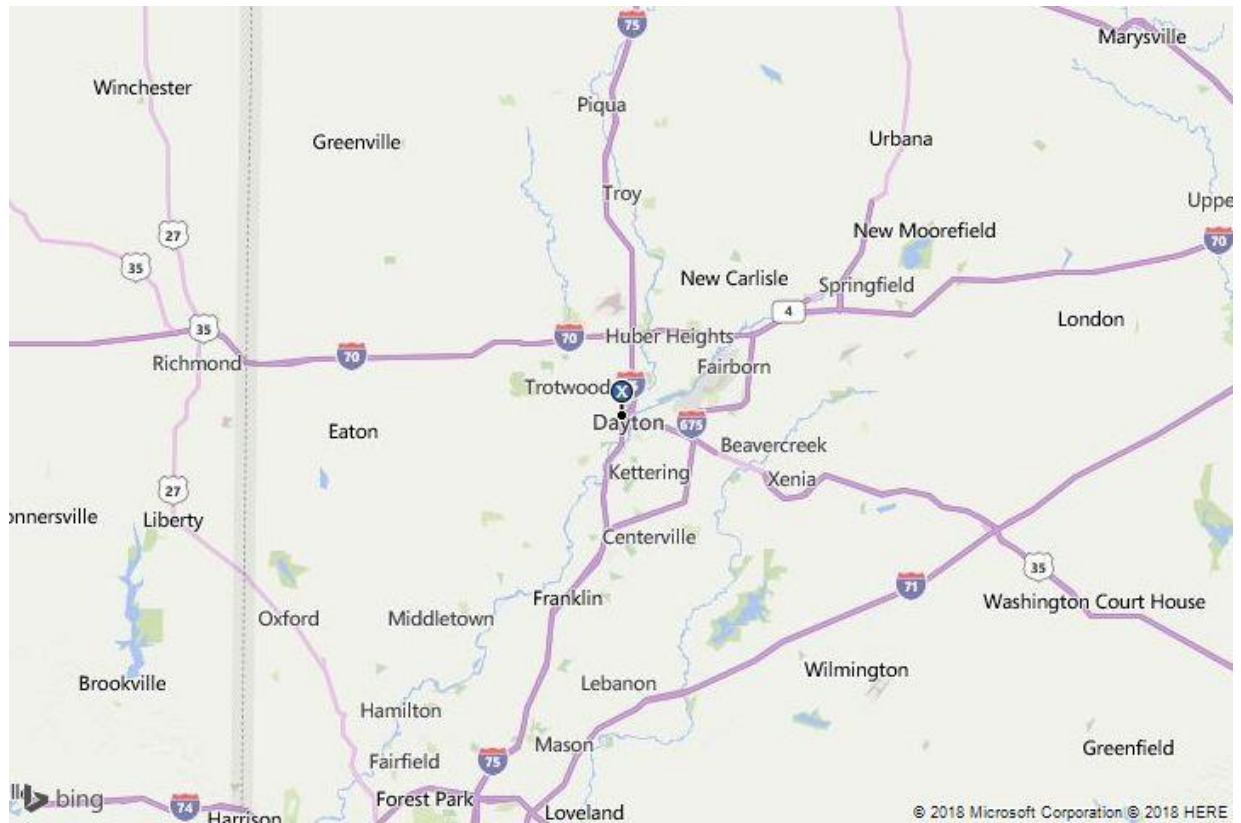 75
Marysville
Winchester
Piqua
Greenville
Urbana
Troy
Uppe
27
New Moorefield
35
70
New Carlisle
Springfield
4
35
London
70
Huber Heights
Richmond
70
Fairborn
Trotwood
X
Dayton
675
Eaton
Beavercreek
Kettering
Xenia
27
onnersville
Liberty
Centerville
35
71
Franklin
Washington Court House
Oxford
Middletown
Wilmington
Brookville
Lebanon
Hamilton
Mason
Greenfield
75
Fairfield
bing
74
Forest Park
Harrison
Loveland
© 2018 Microsoft Corporation © 2018 HERE